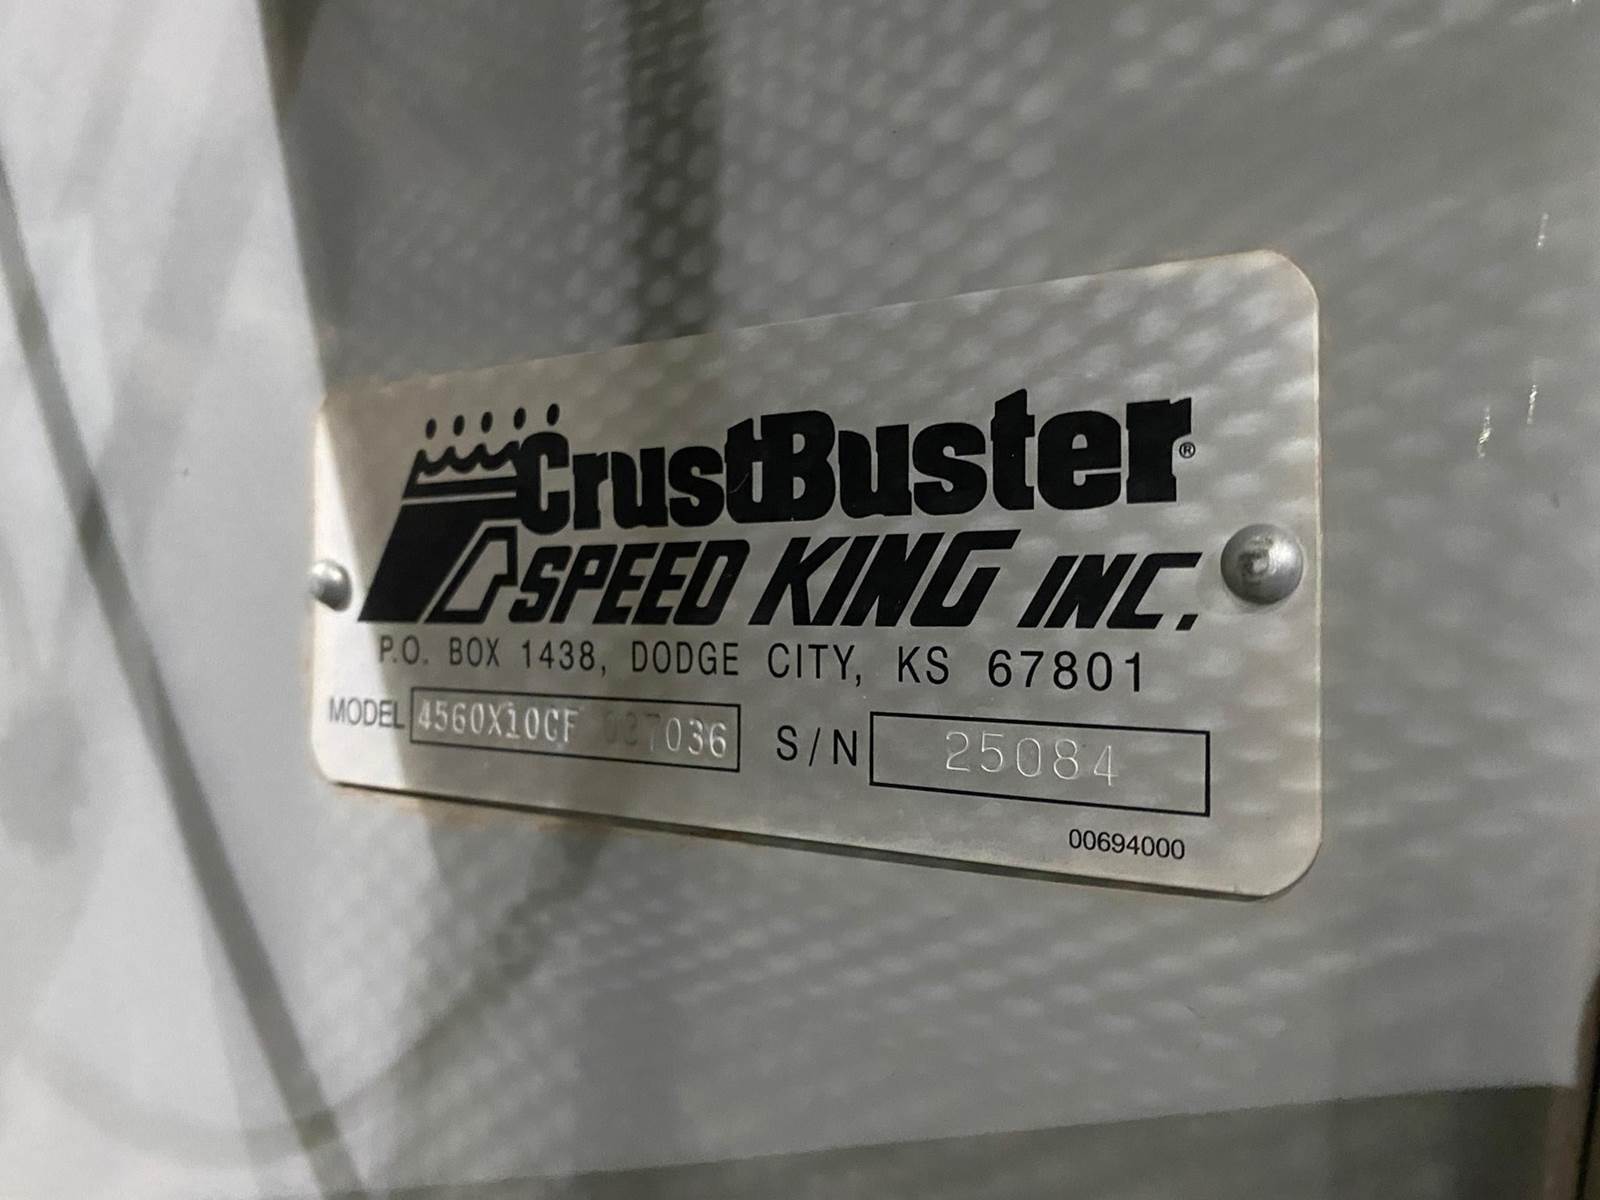 CrustBuster®
SPEED KING INC.
P.O. BOX 1438, DODGE CITY, KS 67801
MODEL 4560X10CF 037036 S/N 25084
00694000